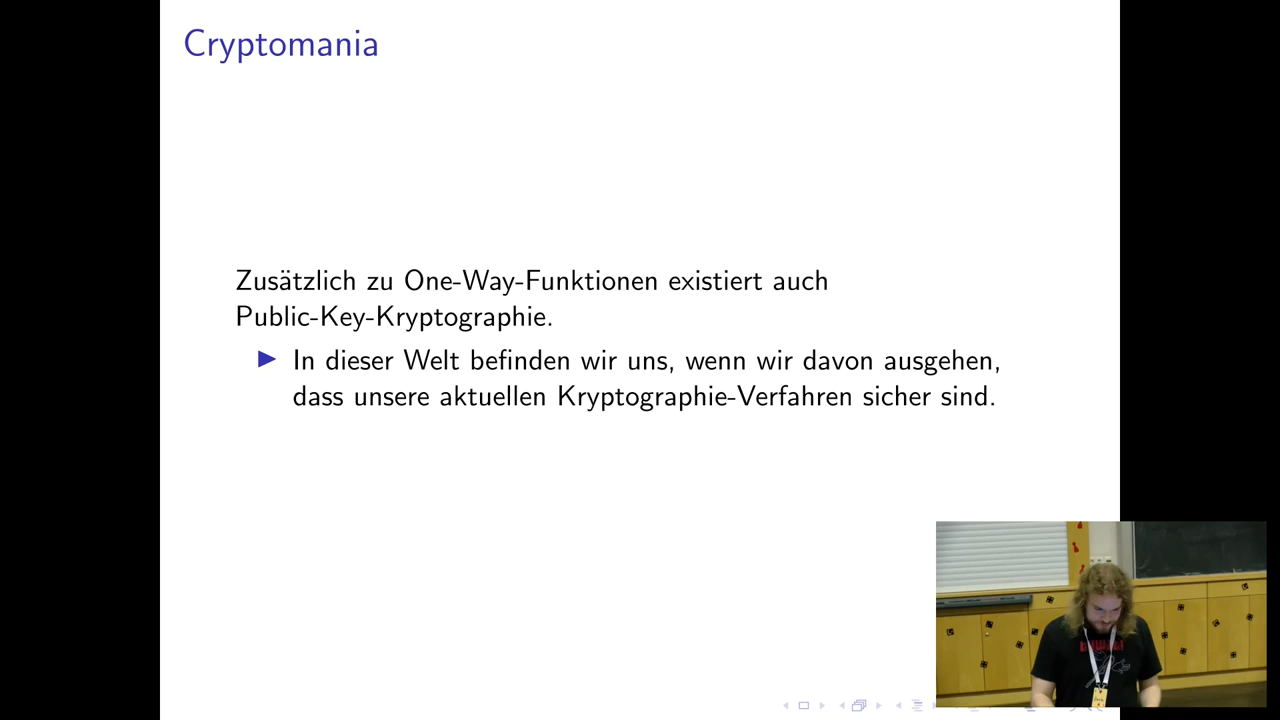 Cryptomania
Zusätzlich zu One-Way-Funktionen existiert auch
Public-Key-Kryptographie.
In dieser Welt befinden wir uns, wenn wir davon ausgehen,
dass unsere aktuellen Kryptographie-Verfahren sicher sind.